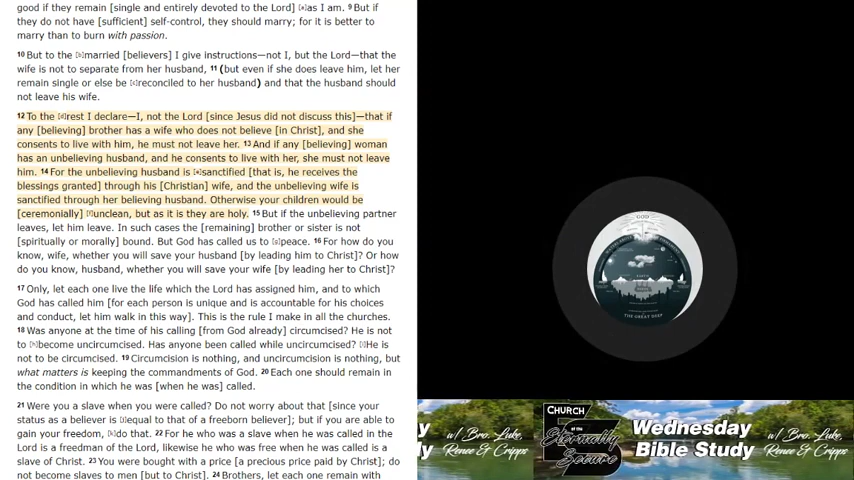 good if they remain [single and entirely devoted to the Lord] [a]as I am. 9 But if
they do not have [sufficient] self-control, they should marry; for it is better to
marry than to burn with passion.
10 But to the [b]married [believers] I give instructions—not I, but the Lord—that the
wife is not to separate from her husband, 11 (but even if she does leave him, let her
remain single or else be [c]reconciled to her husband) and that the husband should
not leave his wife.
12 To the [d]rest I declare—I, not the Lord [since Jesus did not discuss this]—that if
any [believing] brother has a wife who does not believe [in Christ], and she
consents to live with him, he must not leave her. 13 And if any [believing] woman
has an unbelieving husband, and he consents to live with her, she must not leave
him. 14 For the unbelieving husband is [e]sanctified [that is, he receives the
blessings granted] through his [Christian] wife, and the unbelieving wife is
sanctified through her believing husband. Otherwise your children would be
[ceremonially] [f]unclean, but as it is they are holy. 15 But if the unbelieving partner
leaves, let him leave. In such cases the [remaining] brother or sister is not
[spiritually or morally] bound. But God has called us to [g]peace. 16 For how do you
know, wife, whether you will save your husband [by leading him to Christ]? Or how
do you know, husband, whether you will save your wife [by leading her to Christ]?
17 Only, let each one live the life which the Lord has assigned him, and to which
God has called him [for each person is unique and is accountable for his choices
and conduct, let him walk in this way]. This is the rule I make in all the churches.
18 Was anyone at the time of his calling [from God already] circumcised? He is not
to [h]become uncircumcised. Has anyone been called while uncircumcised? [i]He is
not to be circumcised. 19 Circumcision is nothing, and uncircumcision is nothing, but
what matters is keeping the commandments of God. 20 Each one should remain in
the condition in which he was [when he was] called.
21 Were you a slave when you were called? Do not worry about that [since your
status as a believer is [j]equal to that of a freeborn believer]; but if you are able to
gain your freedom, [k]do that. 22 For he who was a slave when he was called in the
Lord is a freedman of the Lord, likewise he who was free when he was called is a
slave of Christ. 23 You were bought with a price [a precious price paid by Christ]; do
not become slaves to men [but to Christ]. 24 Brothers, let each one remain with
GOD
EARTH
THE GREAT DEEP
y
w/ Bro. Luke,
Renee & Cripps
CHURCH
of the
Eternally
Secure
Wednesday
Bible Study
w/ Bro. Luke,
Renee & Cripps